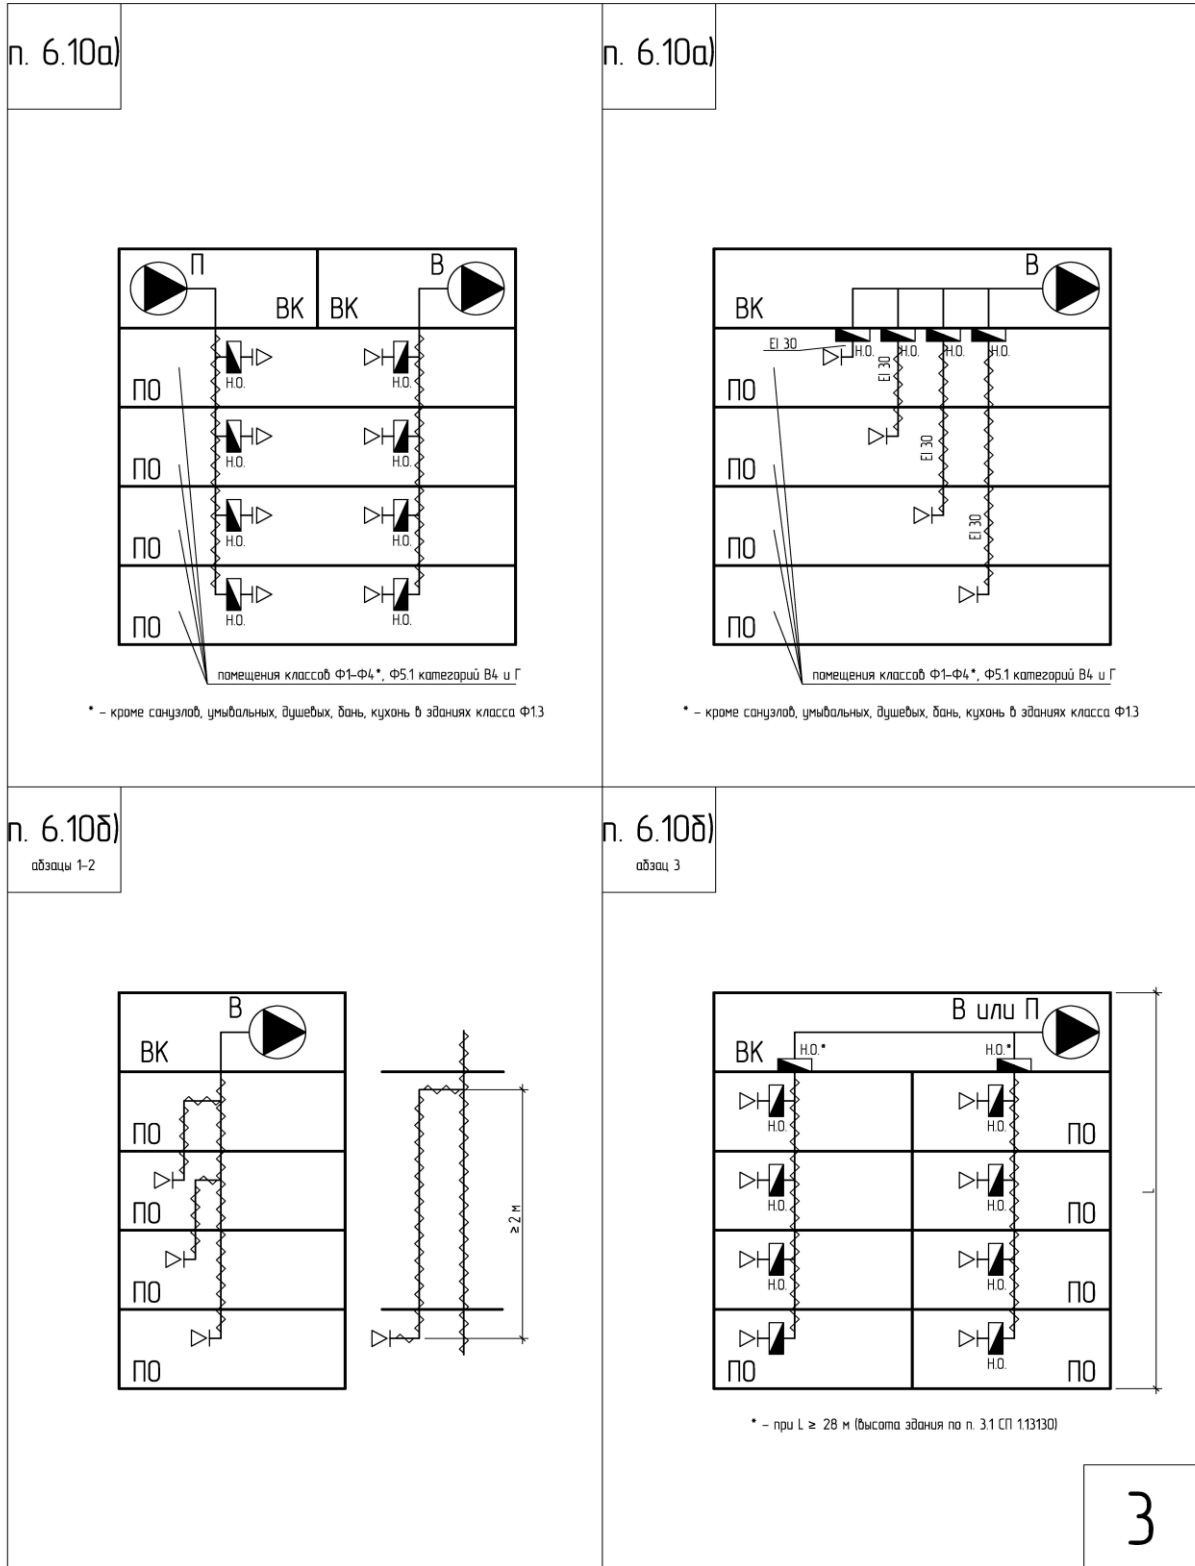 п. 6.10а)
П
В
ВК
ВК
Н.О.
Н.О.
ПО
Н.О.
Н.О.
ПО
Н.О.
Н.О.
ПО
Н.О.
Н.О.
ПО
помещения классов Ф1-Ф4*, Ф5.1 категорий В4 и Г
* - кроме санузлов, умывальных, душевых, бань, кухонь в зданиях класса Ф1.3
п. 6.10а)
В
ВК
EI 30
Н.О.
Н.О.
Н.О.
Н.О.
EI 30
ПО
EI 30
ПО
EI 30
ПО
ПО
помещения классов Ф1-Ф4*, Ф5.1 категорий В4 и Г
* - кроме санузлов, умывальных, душевых, бань, кухонь в зданиях класса Ф1.3
п. 6.10б)
абзацы 1-2
В
ВК
ПО
ПО
ПО
ПО
≥ 2 м
п. 6.10б)
абзац 3
В или П
ВК
Н.О.*
Н.О.*
Н.О.
Н.О.
ПО
Н.О.
Н.О.
ПО
Н.О.
Н.О.
ПО
Н.О.
ПО
ПО
L
* - при L ≥ 28 м (высота здания по п. 3.1 СП 1.13130)
3